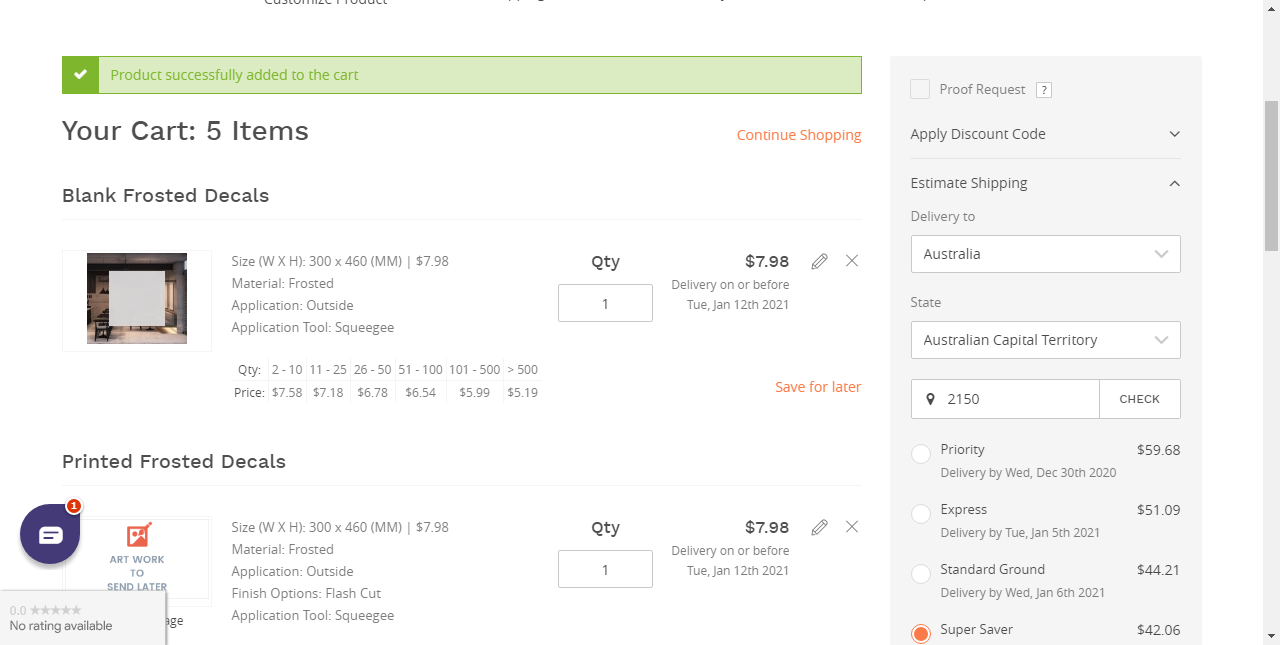 Customize Product
Product successfully added to the cart
Your Cart: 5 Items
Continue Shopping
Blank Frosted Decals
Size (W X H): 300 x 460 (MM) | $7.98
Material: Frosted
Application: Outside
Application Tool: Squeegee
Qty
1
$7.98
Delivery on or before
Tue, Jan 12th 2021
Qty: 2 - 10 11 - 25 26 - 50 51 - 100 101 - 500 > 500
Price: $7.58 $7.18 $6.78 $6.54 $5.99 $5.19
Save for later
Printed Frosted Decals
1
ART WORK
TO
SEND LATER
Size (W X H): 300 x 460 (MM) | $7.98
Material: Frosted
Application: Outside
Finish Options: Flash Cut
Application Tool: Squeegee
Qty
1
$7.98
Delivery on or before
Tue, Jan 12th 2021
0.0 ★★★★★
No rating available
age
Proof Request ?
Apply Discount Code
Estimate Shipping
Delivery to
Australia
State
Australian Capital Territory
2150 CHECK
Priority $59.68
Delivery by Wed, Dec 30th 2020
Express $51.09
Delivery by Tue, Jan 5th 2021
Standard Ground $44.21
Delivery by Wed, Jan 6th 2021
Super Saver $42.06